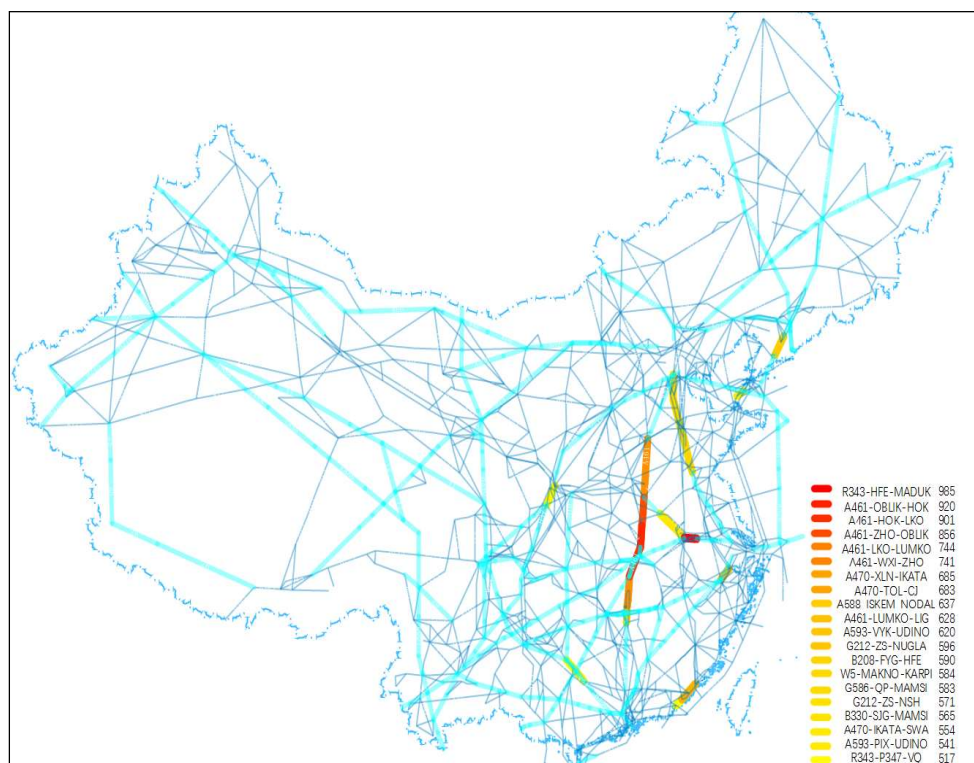 R343-HFE-MADUK 985
A461-OBLIK-HOK 920
A461-HOK-LKO 901
A461-ZHO-OBLIK 856
A461-LKO-LUMKO 744
A461-WXI-ZHO 741
A470-XLN-IKATA 685
A470-TOL-CJ 683
A588 ISKEM NODAL 637
A461-LUMKO-LIG 628
A593-VYK-UDINO 620
G212-ZS-NUGLA 596
B208-FYG-HFE 590
W5-MAKNO-KARPI 584
G586-QP-MAMSI 583
G212-ZS-NSH 571
B330-SJG-MAMSI 565
A470-IKATA-SWA 554
A593-PIX-UDINO 541
R343-P347-VQ 517